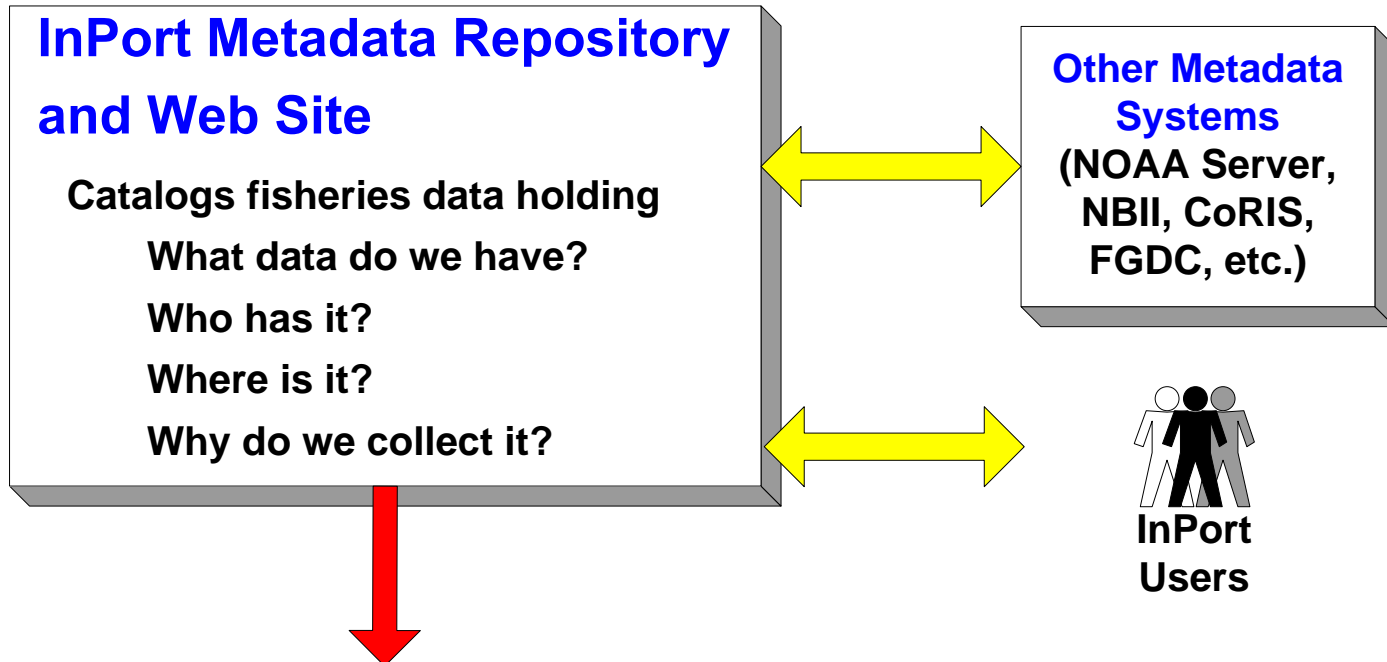 InPort Metadata Repository
and Web Site
Catalogs fisheries data holding
What data do we have?
Who has it?
Where is it?
Why do we collect it?
Other Metadata
Systems
(NOAA Server,
NBII, CoRIS,
FGDC, etc.)
InPort
Users